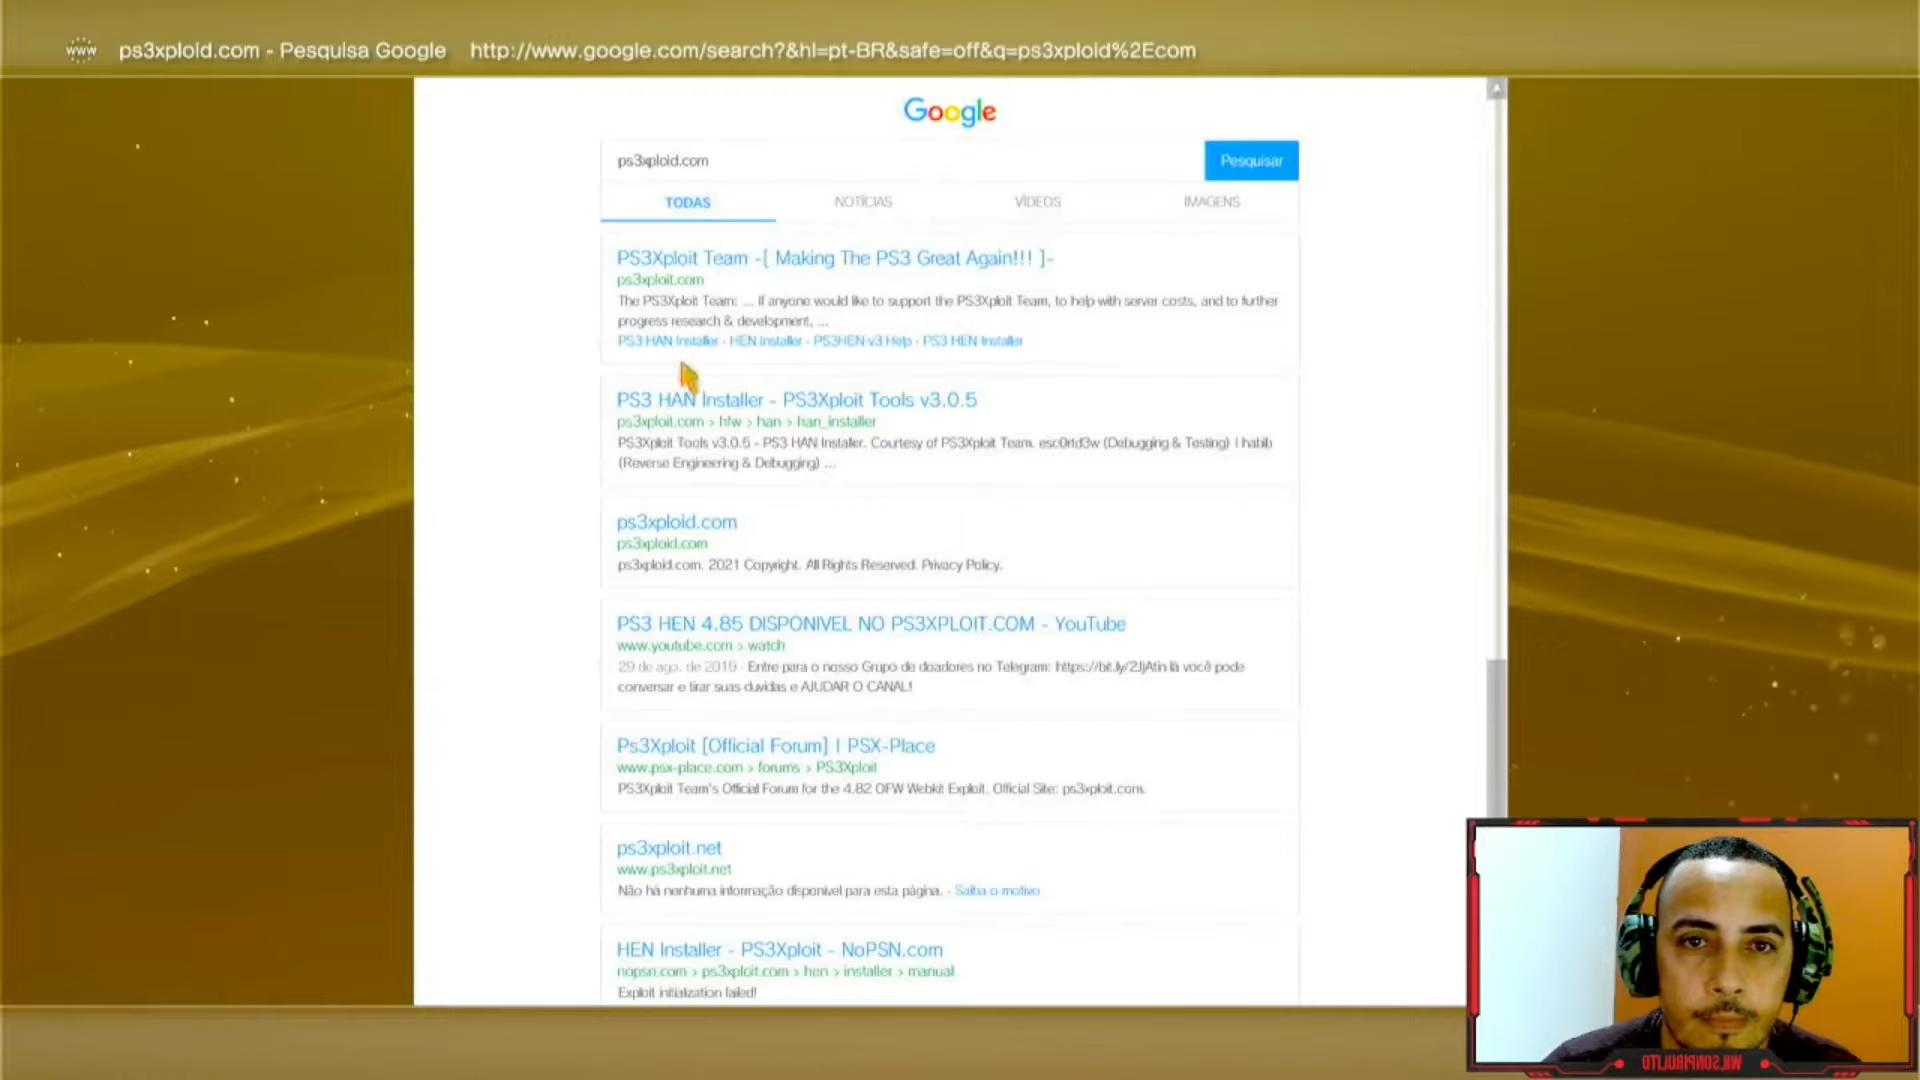 www ps3xploid.com - Pesquisa Google http://www.google.com/search?&hl=pt-BR&safe=off&q=ps3xploid%2Ecom
Google
ps3xploid.com Pesquisar
TODAS NOTÍCIAS VÍDEOS IMAGENS
PS3Xploit Team -[ Making The PS3 Great Again!!! ]-
ps3xploit.com
The PS3Xploit Team: ... If anyone would like to support the PS3Xploit Team, to help with server costs, and to further
progress research & development, ...
PS3 HAN Installer · HEN Installer · PS3HEN v3 Help · PS3 HEN Installer
PS3 HAN Installer - PS3Xploit Tools v3.0.5
ps3xploit.com › hfw › han › han_installer
PS3Xploit Tools v3.0.5 - PS3 HAN Installer. Courtesy of PS3Xploit Team. esc0rtd3w (Debugging & Testing) | habib
(Reverse Engineering & Debugging) ...
ps3xploid.com
ps3xploid.com
ps3xploid.com. 2021 Copyright. All Rights Reserved. Privacy Policy.
PS3 HEN 4.85 DISPONIVEL NO PS3XPLOIT.COM - YouTube
www.youtube.com › watch
29 de ago. de 2019 · Entre para o nosso Grupo de doadores no Telegram: https://bit.ly/2JjAtin lá você pode
conversar e tirar suas duvidas e AJUDAR O CANAL!
Ps3Xploit [Official Forum] | PSX-Place
www.psx-place.com › forums › PS3Xploit
PS3Xploit Team's Official Forum for the 4.82 OFW Webkit Exploit. Official Site: ps3xploit.com.
ps3xploit.net
www.ps3xploit.net
Não há nenhuma informação disponível para esta página. · Saiba o motivo
HEN Installer - PS3Xploit - NoPSN.com
nopsn.com › ps3xploit.com › hen › installer › manual
Exploit initialization failed!
WILSONPIRULITO